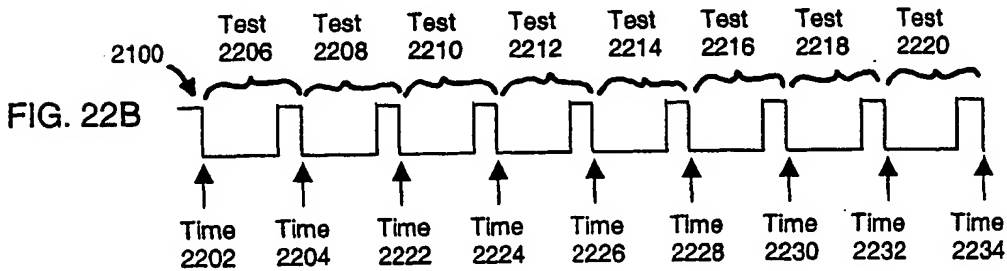 Test Test Test Test Test Test Test Test
2206 2208 2210 2212 2214 2216 2218 2220
2100
FIG. 22B
Time Time Time Time Time Time Time Time Time
2202 2204 2222 2224 2226 2228 2230 2232 2234